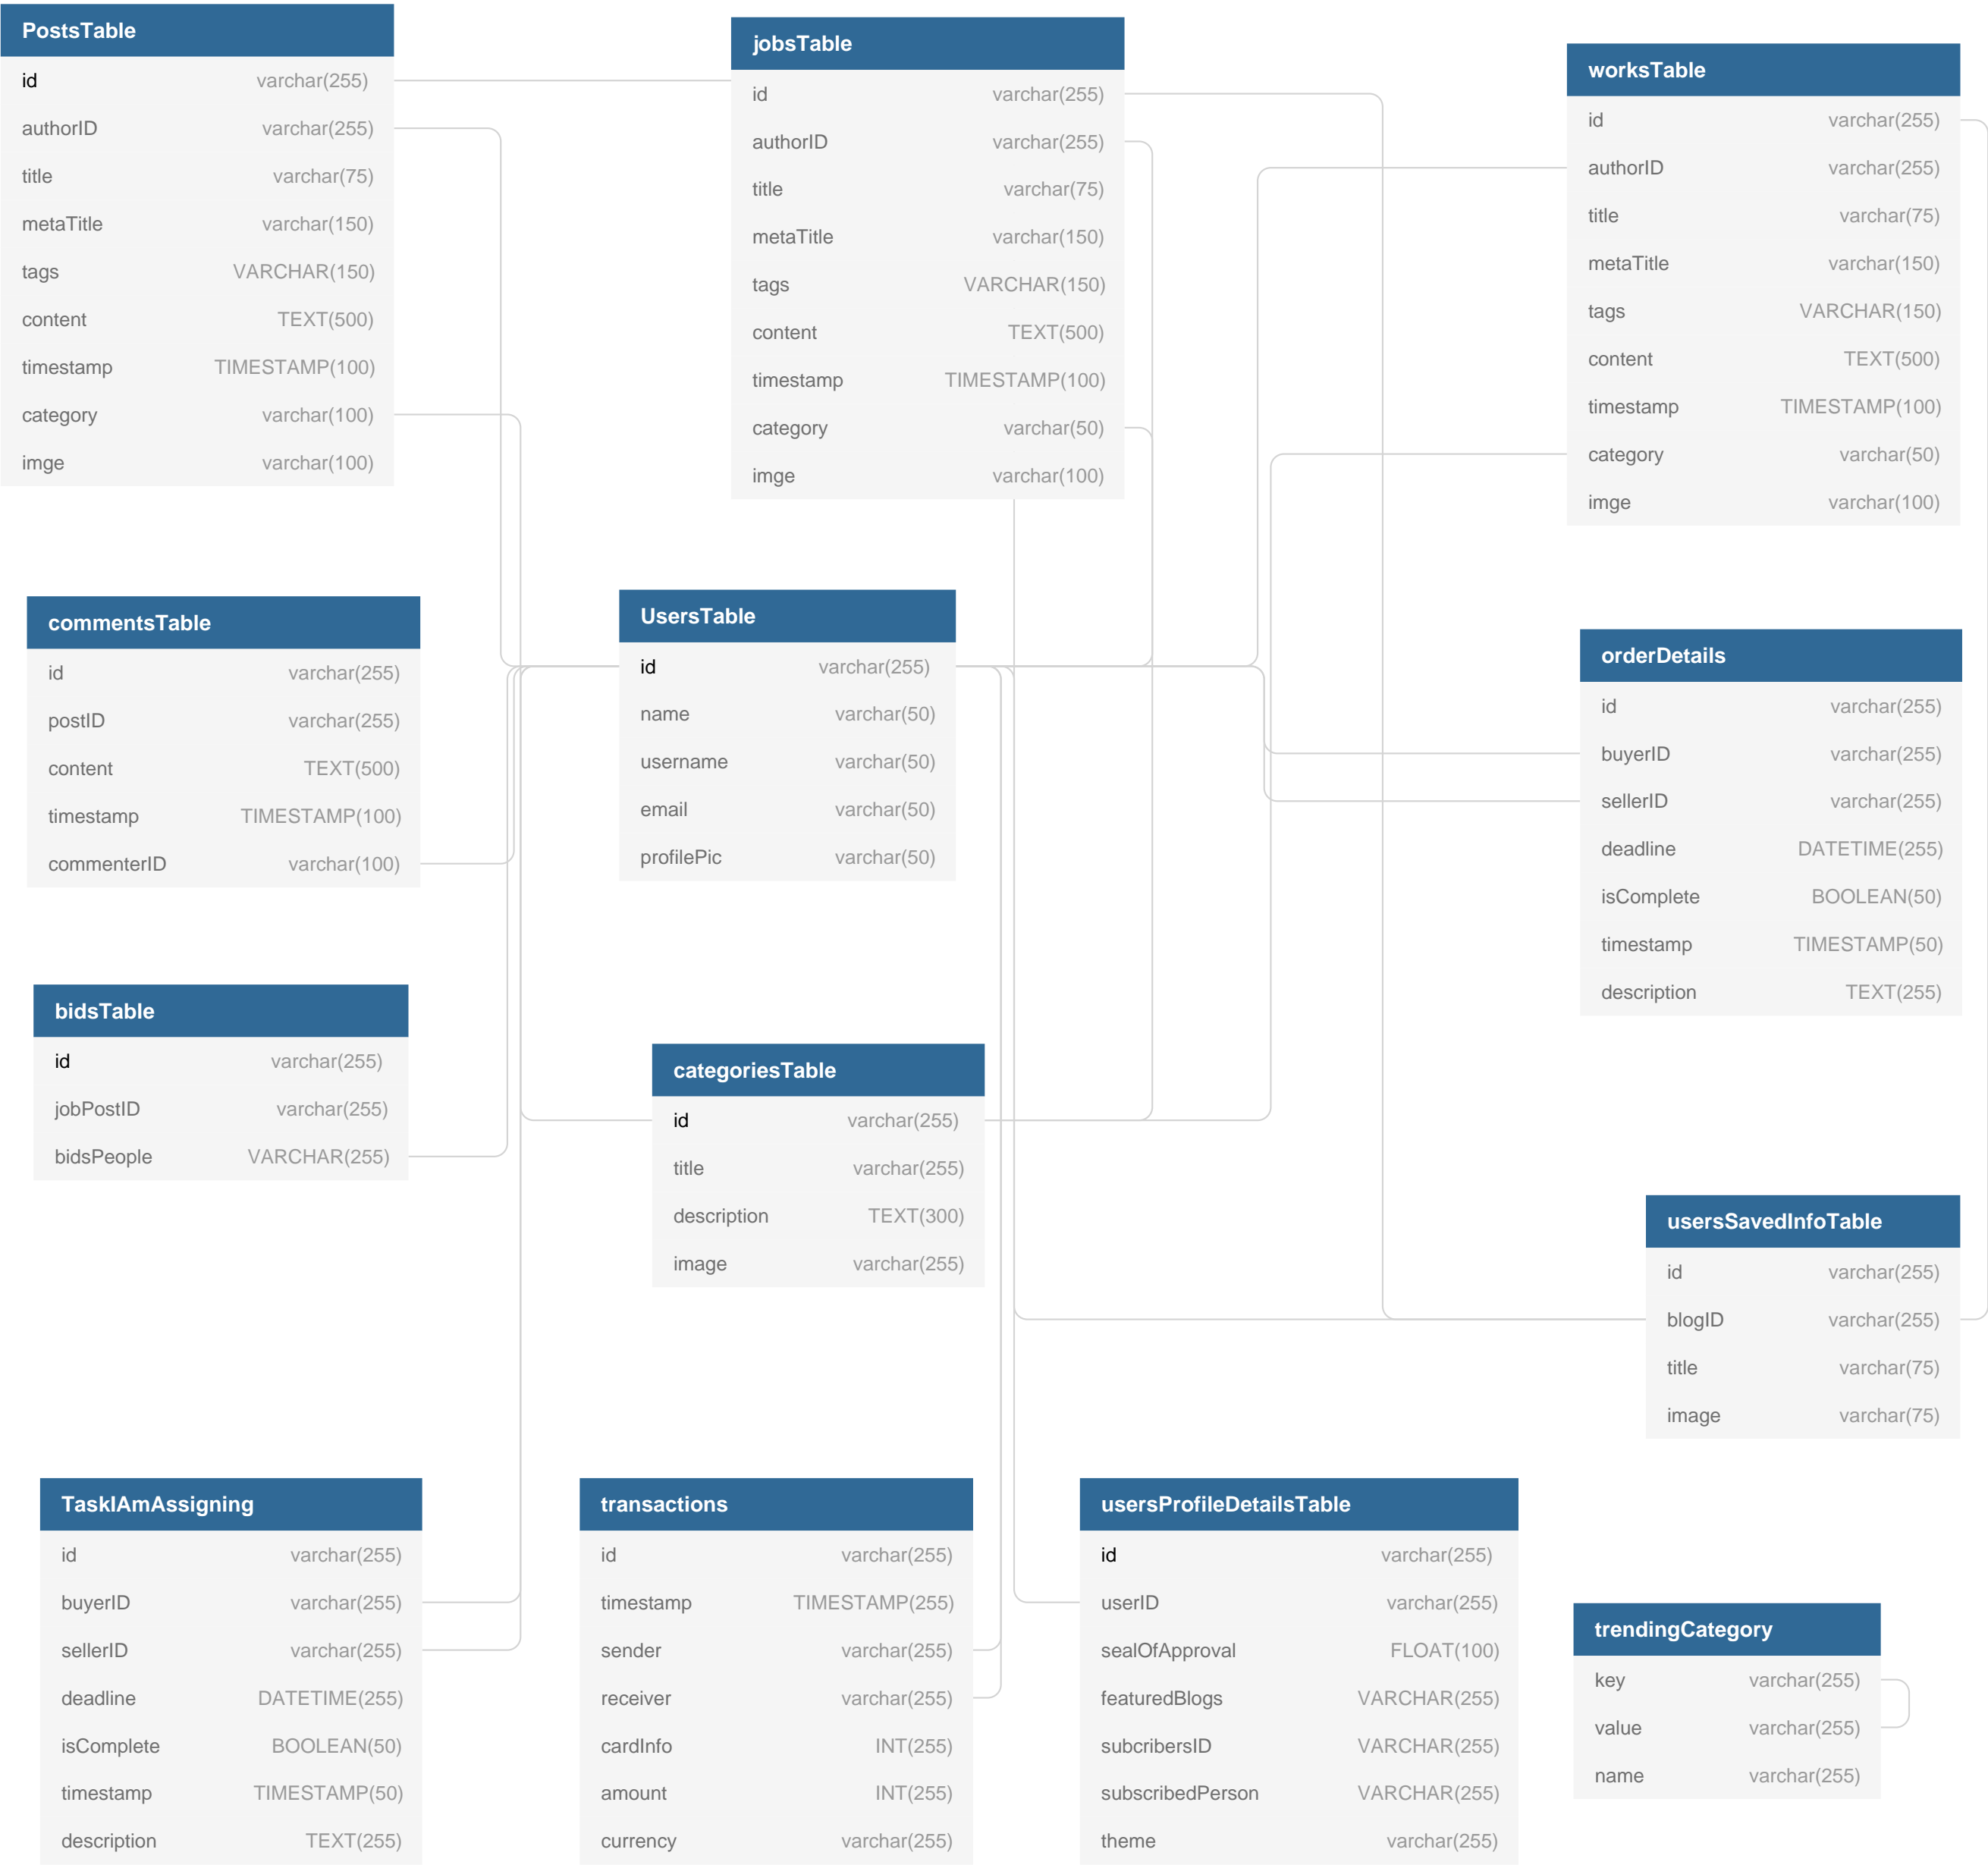 PostsTable
id varchar(255)
authorID varchar(255)
title varchar(75)
metaTitle varchar(150)
tags VARCHAR(150)
content TEXT(500)
timestamp TIMESTAMP(100)
category varchar(100)
imge varchar(100)
jobsTable
id varchar(255)
authorID varchar(255)
title varchar(75)
metaTitle varchar(150)
tags VARCHAR(150)
content TEXT(500)
timestamp TIMESTAMP(100)
category varchar(50)
imge varchar(100)
worksTable
id varchar(255)
authorID varchar(255)
title varchar(75)
metaTitle varchar(150)
tags VARCHAR(150)
content TEXT(500)
timestamp TIMESTAMP(100)
category varchar(50)
imge varchar(100)
commentsTable
id varchar(255)
postID varchar(255)
content TEXT(500)
timestamp TIMESTAMP(100)
commenterID varchar(100)
UsersTable
id varchar(255)
name varchar(50)
username varchar(50)
email varchar(50)
profilePic varchar(50)
orderDetails
id varchar(255)
buyerID varchar(255)
sellerID varchar(255)
deadline DATETIME(255)
isComplete BOOLEAN(50)
timestamp TIMESTAMP(50)
description TEXT(255)
bidsTable
id varchar(255)
jobPostID varchar(255)
bidsPeople VARCHAR(255)
categoriesTable
id varchar(255)
title varchar(255)
description TEXT(300)
image varchar(255)
usersSavedInfoTable
id varchar(255)
blogID varchar(255)
title varchar(75)
image varchar(75)
TaskIAmAssigning
id varchar(255)
buyerID varchar(255)
sellerID varchar(255)
deadline DATETIME(255)
isComplete BOOLEAN(50)
timestamp TIMESTAMP(50)
description TEXT(255)
transactions
id varchar(255)
timestamp TIMESTAMP(255)
sender varchar(255)
receiver varchar(255)
cardInfo INT(255)
amount INT(255)
currency varchar(255)
usersProfileDetailsTable
id varchar(255)
userID varchar(255)
sealOfApproval FLOAT(100)
featuredBlogs VARCHAR(255)
subcribersID VARCHAR(255)
subscribedPerson VARCHAR(255)
theme varchar(255)
trendingCategory
key varchar(255)
value varchar(255)
name varchar(255)